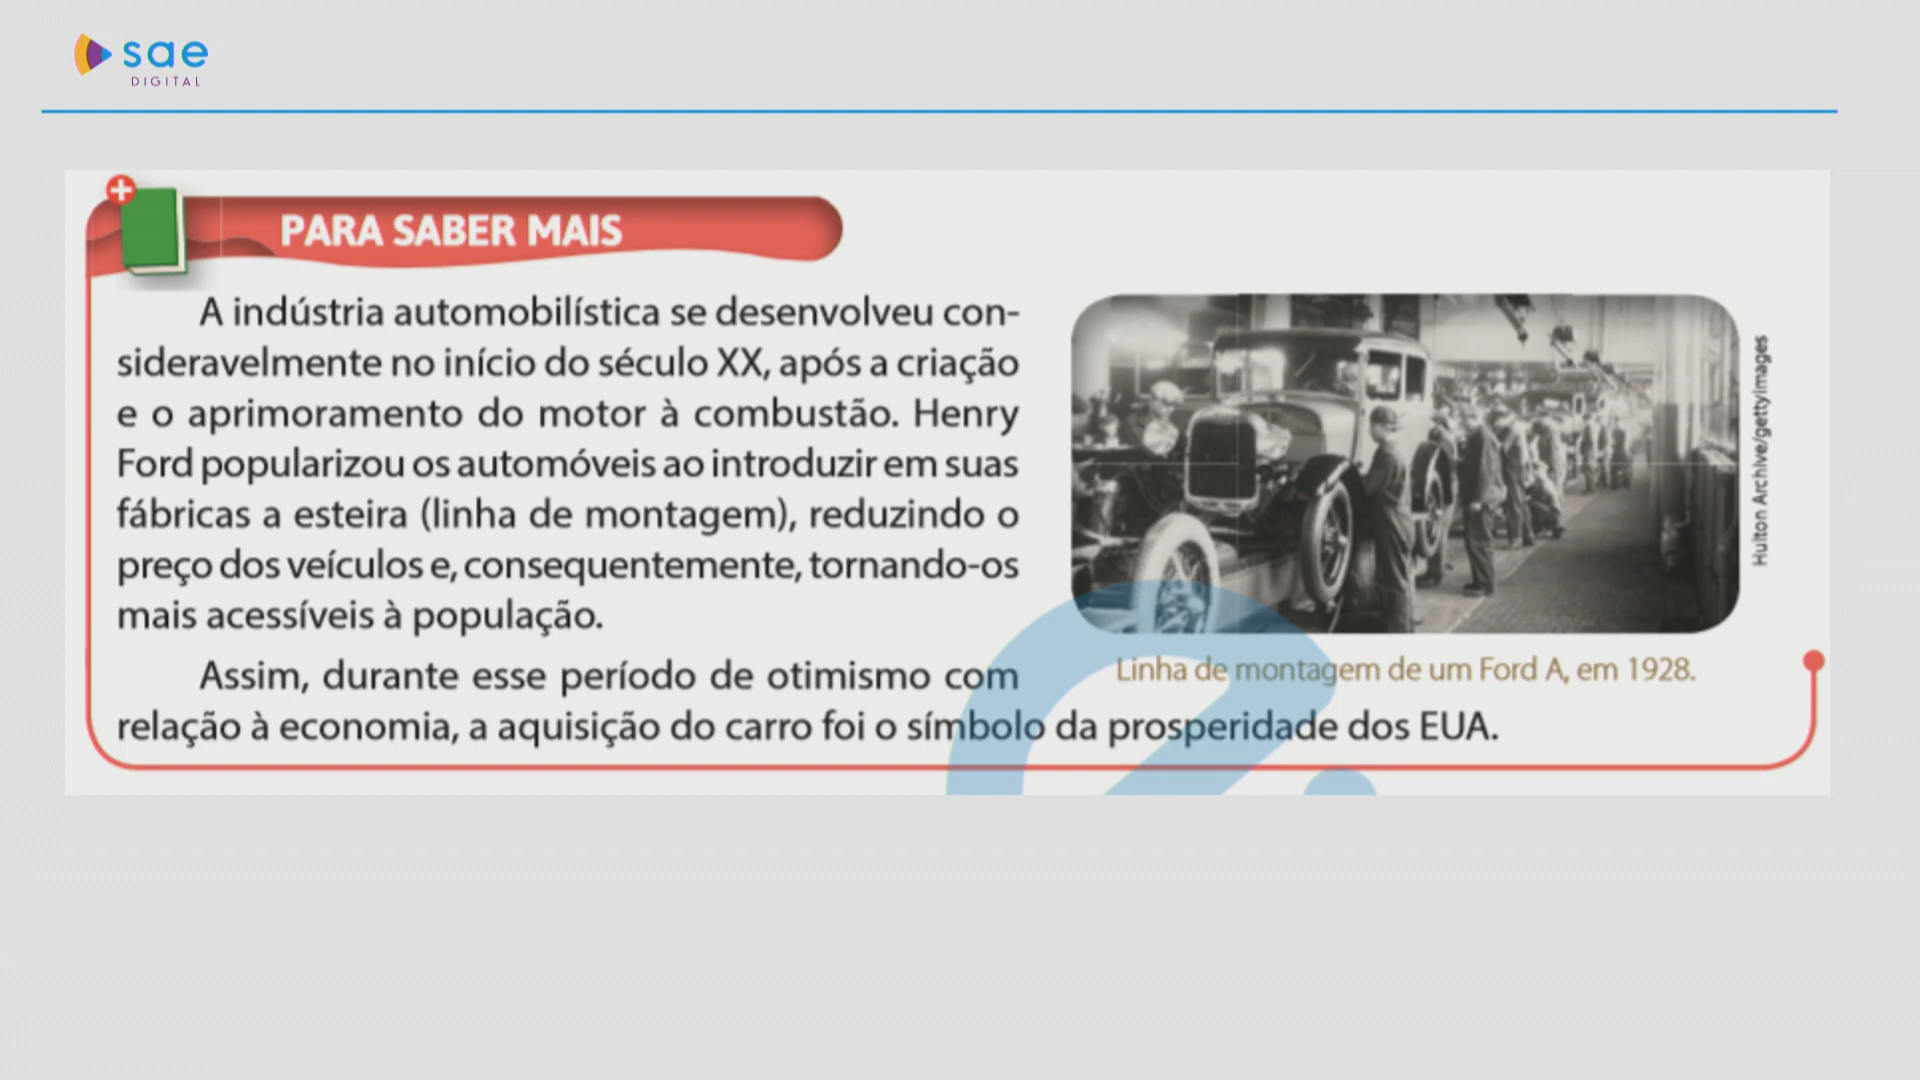 sae
DIGITAL
PARA SABER MAIS
A indústria automobilística se desenvolveu con-
sideravelmente no início do século XX, após a criação
e o aprimoramento do motor à combustão. Henry
Ford popularizou os automóveis ao introduzir em suas
fábricas a esteira (linha de montagem), reduzindo o
preço dos veículos e, consequentemente, tornando-os
mais acessíveis à população.
Assim, durante esse período de otimismo com
relação à economia, a aquisição do carro foi o símbolo da prosperidade dos EUA.
Hulton Archive/gettyimages
Linha de montagem de um Ford A, em 1928.